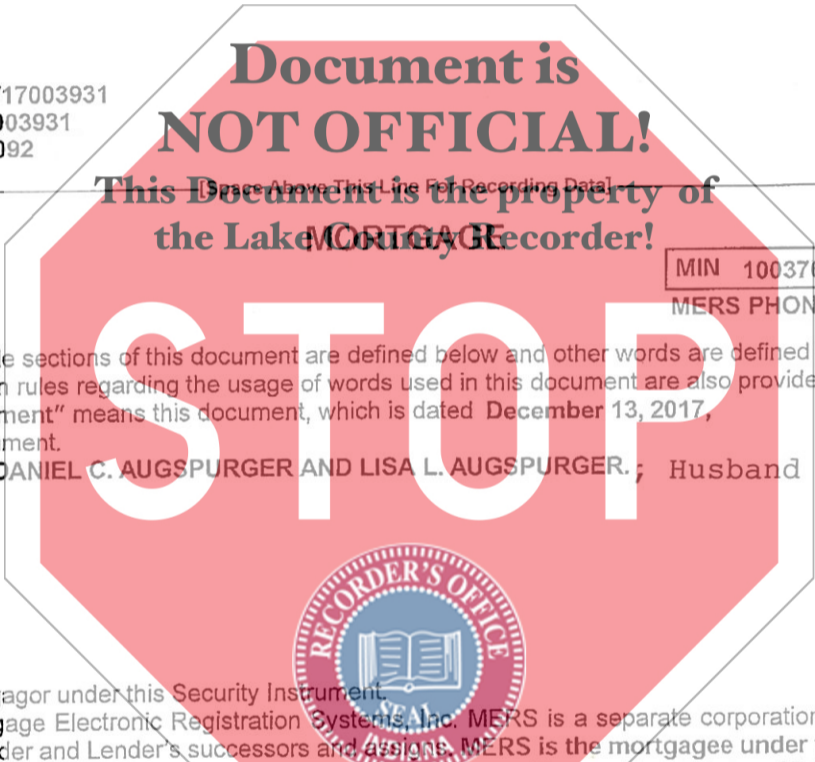 Document is
17003931
NOT OFFICIAL!
03931
092
[Space Above This Line For Recording Data]
This Document is the property of
MORTGAGE
the Lake County Recorder!
MIN 10037
MERS PHON
STOP
e sections of this document are defined below and other words are defined
n rules regarding the usage of words used in this document are also provide
ment" means this document, which is dated December 13, 2017,
ment.
DANIEL C. AUGSPURGER AND LISA L. AUGSPURGER. ; Husband
RECORDER'S OFFICE
SEAL
INDIANA
agor under this Security Instrument.
gage Electronic Registration Systems, Inc. MERS is a separate corporation
der and Lender's successors and assigns. MERS is the mortgagee under